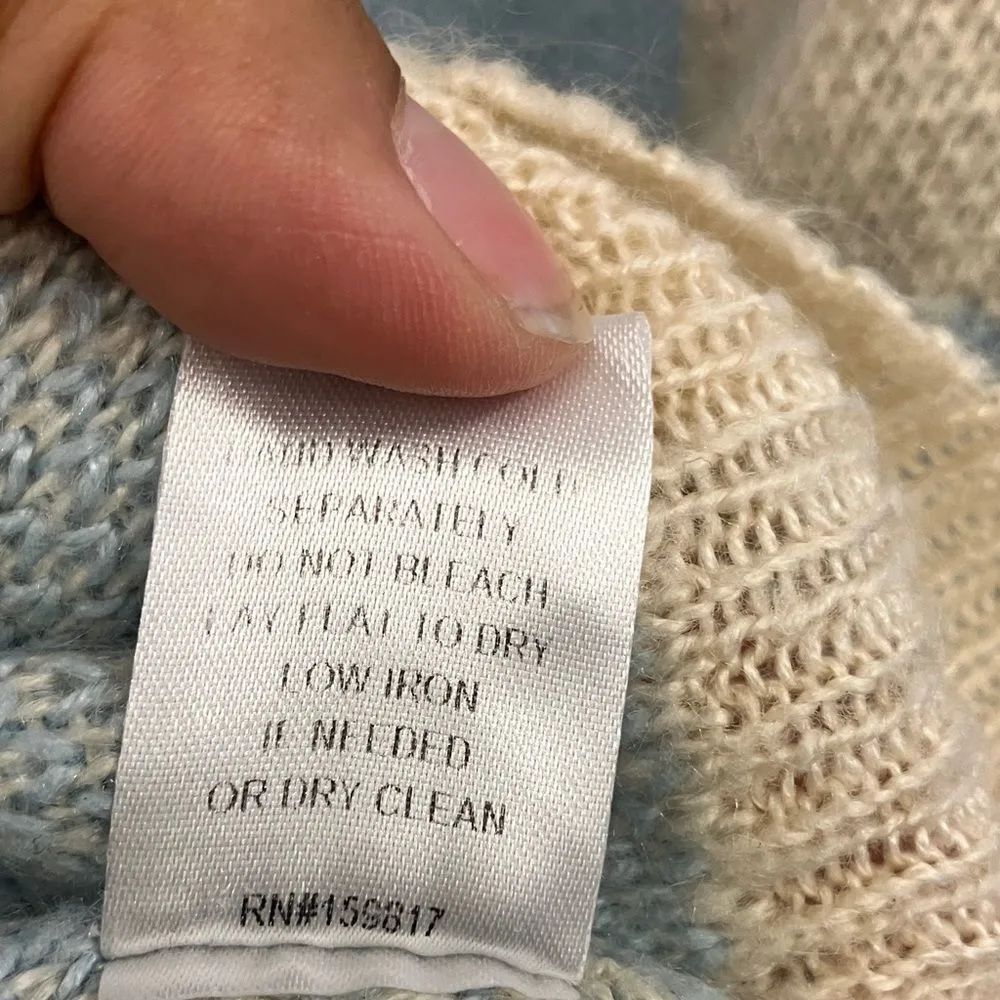 HAND WASH COLD
SEPARATELY
DO NOT BLEACH
LAY FLAT TO DRY
LOW IRON
IF NEEDED
OR DRY CLEAN
RN#159817